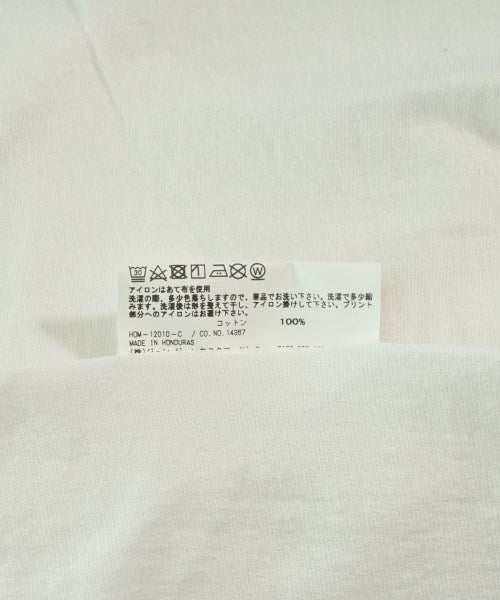 30 W
アイロンはあて布を使用
洗濯の際、多少色落ちしますので、単品でお洗い下さい。洗濯で多少縮
みます。洗濯後は形を整えて干し、アイロン掛けして下さい。プリント
部分へのアイロンはお避け下さい。
コットン 100%
HOM-12010-C / CO.NO.14367
MADE IN HONDURAS
(株)